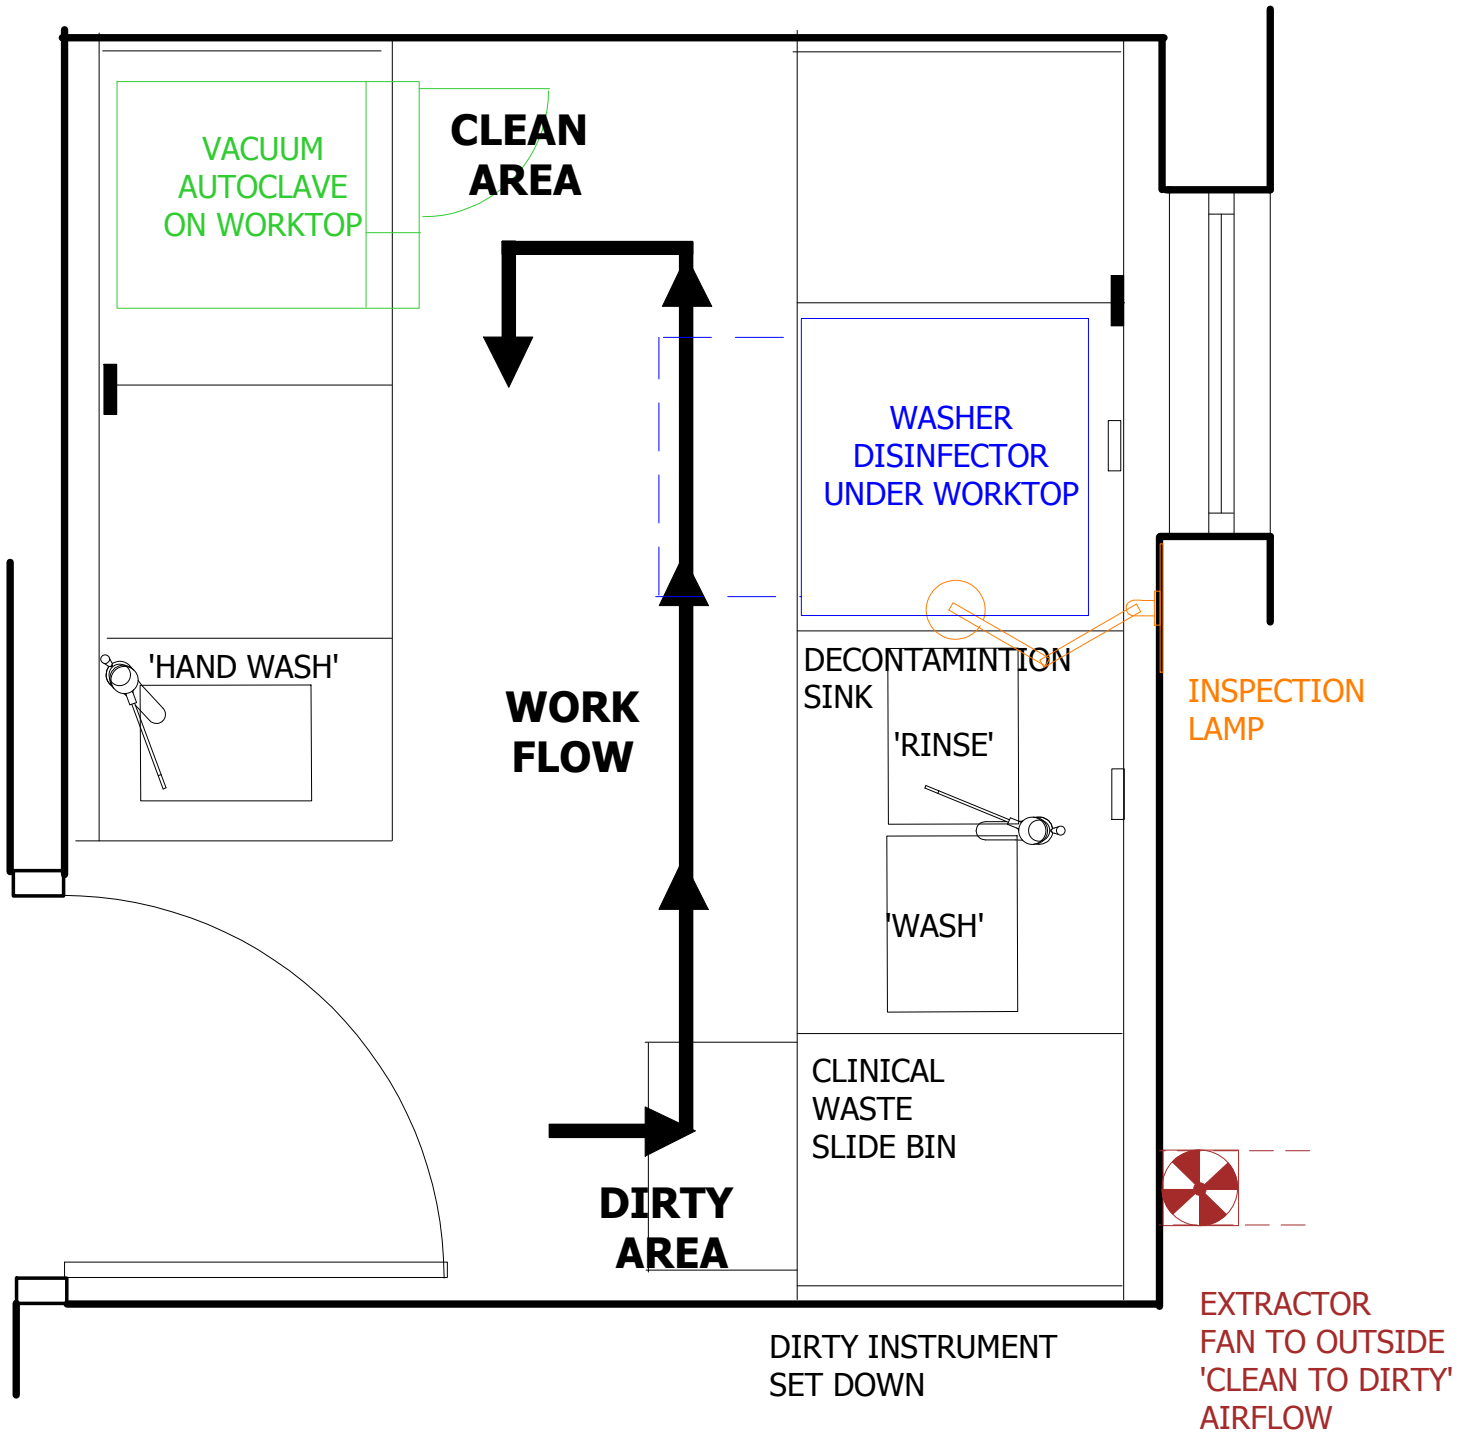 VACUUM
AUTOCLAVE
ON WORKTOP
CLEAN
AREA
WASHER
DISINFECTOR
UNDER WORKTOP
'HAND WASH'
DECONTAMINTION
SINK
'RINSE'
INSPECTION
LAMP
WORK
FLOW
'WASH'
CLINICAL
WASTE
SLIDE BIN
DIRTY
AREA
DIRTY INSTRUMENT
SET DOWN
EXTRACTOR
FAN TO OUTSIDE
'CLEAN TO DIRTY'
AIRFLOW